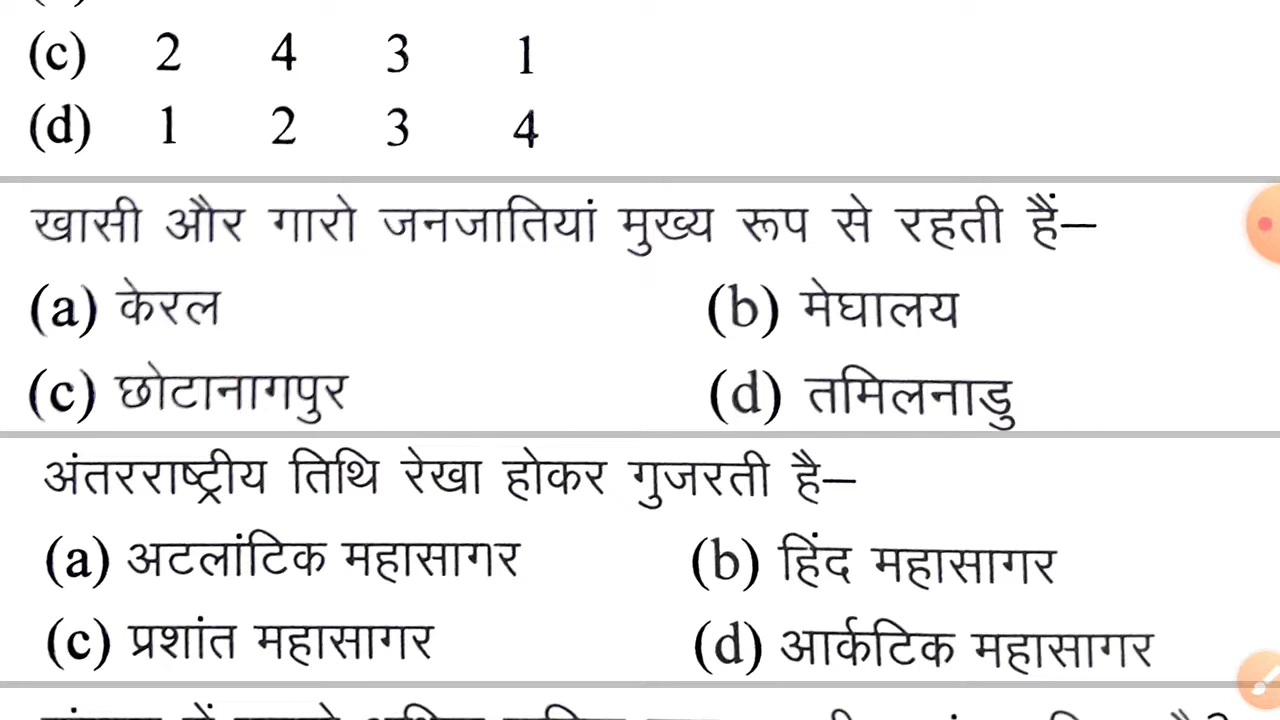 (c) 2 4 3 1
(d) 1 2 3 4
खासी और गारो जनजातियां मुख्य रूप से रहती हैं–
(a) केरल (b) मेघालय
(c) छोटानागपुर (d) तमिलनाडु
अंतरराष्ट्रीय तिथि रेखा होकर गुजरती है–
(a) अटलांटिक महासागर (b) हिंद महासागर
(c) प्रशांत महासागर (d) आर्कटिक महासागर